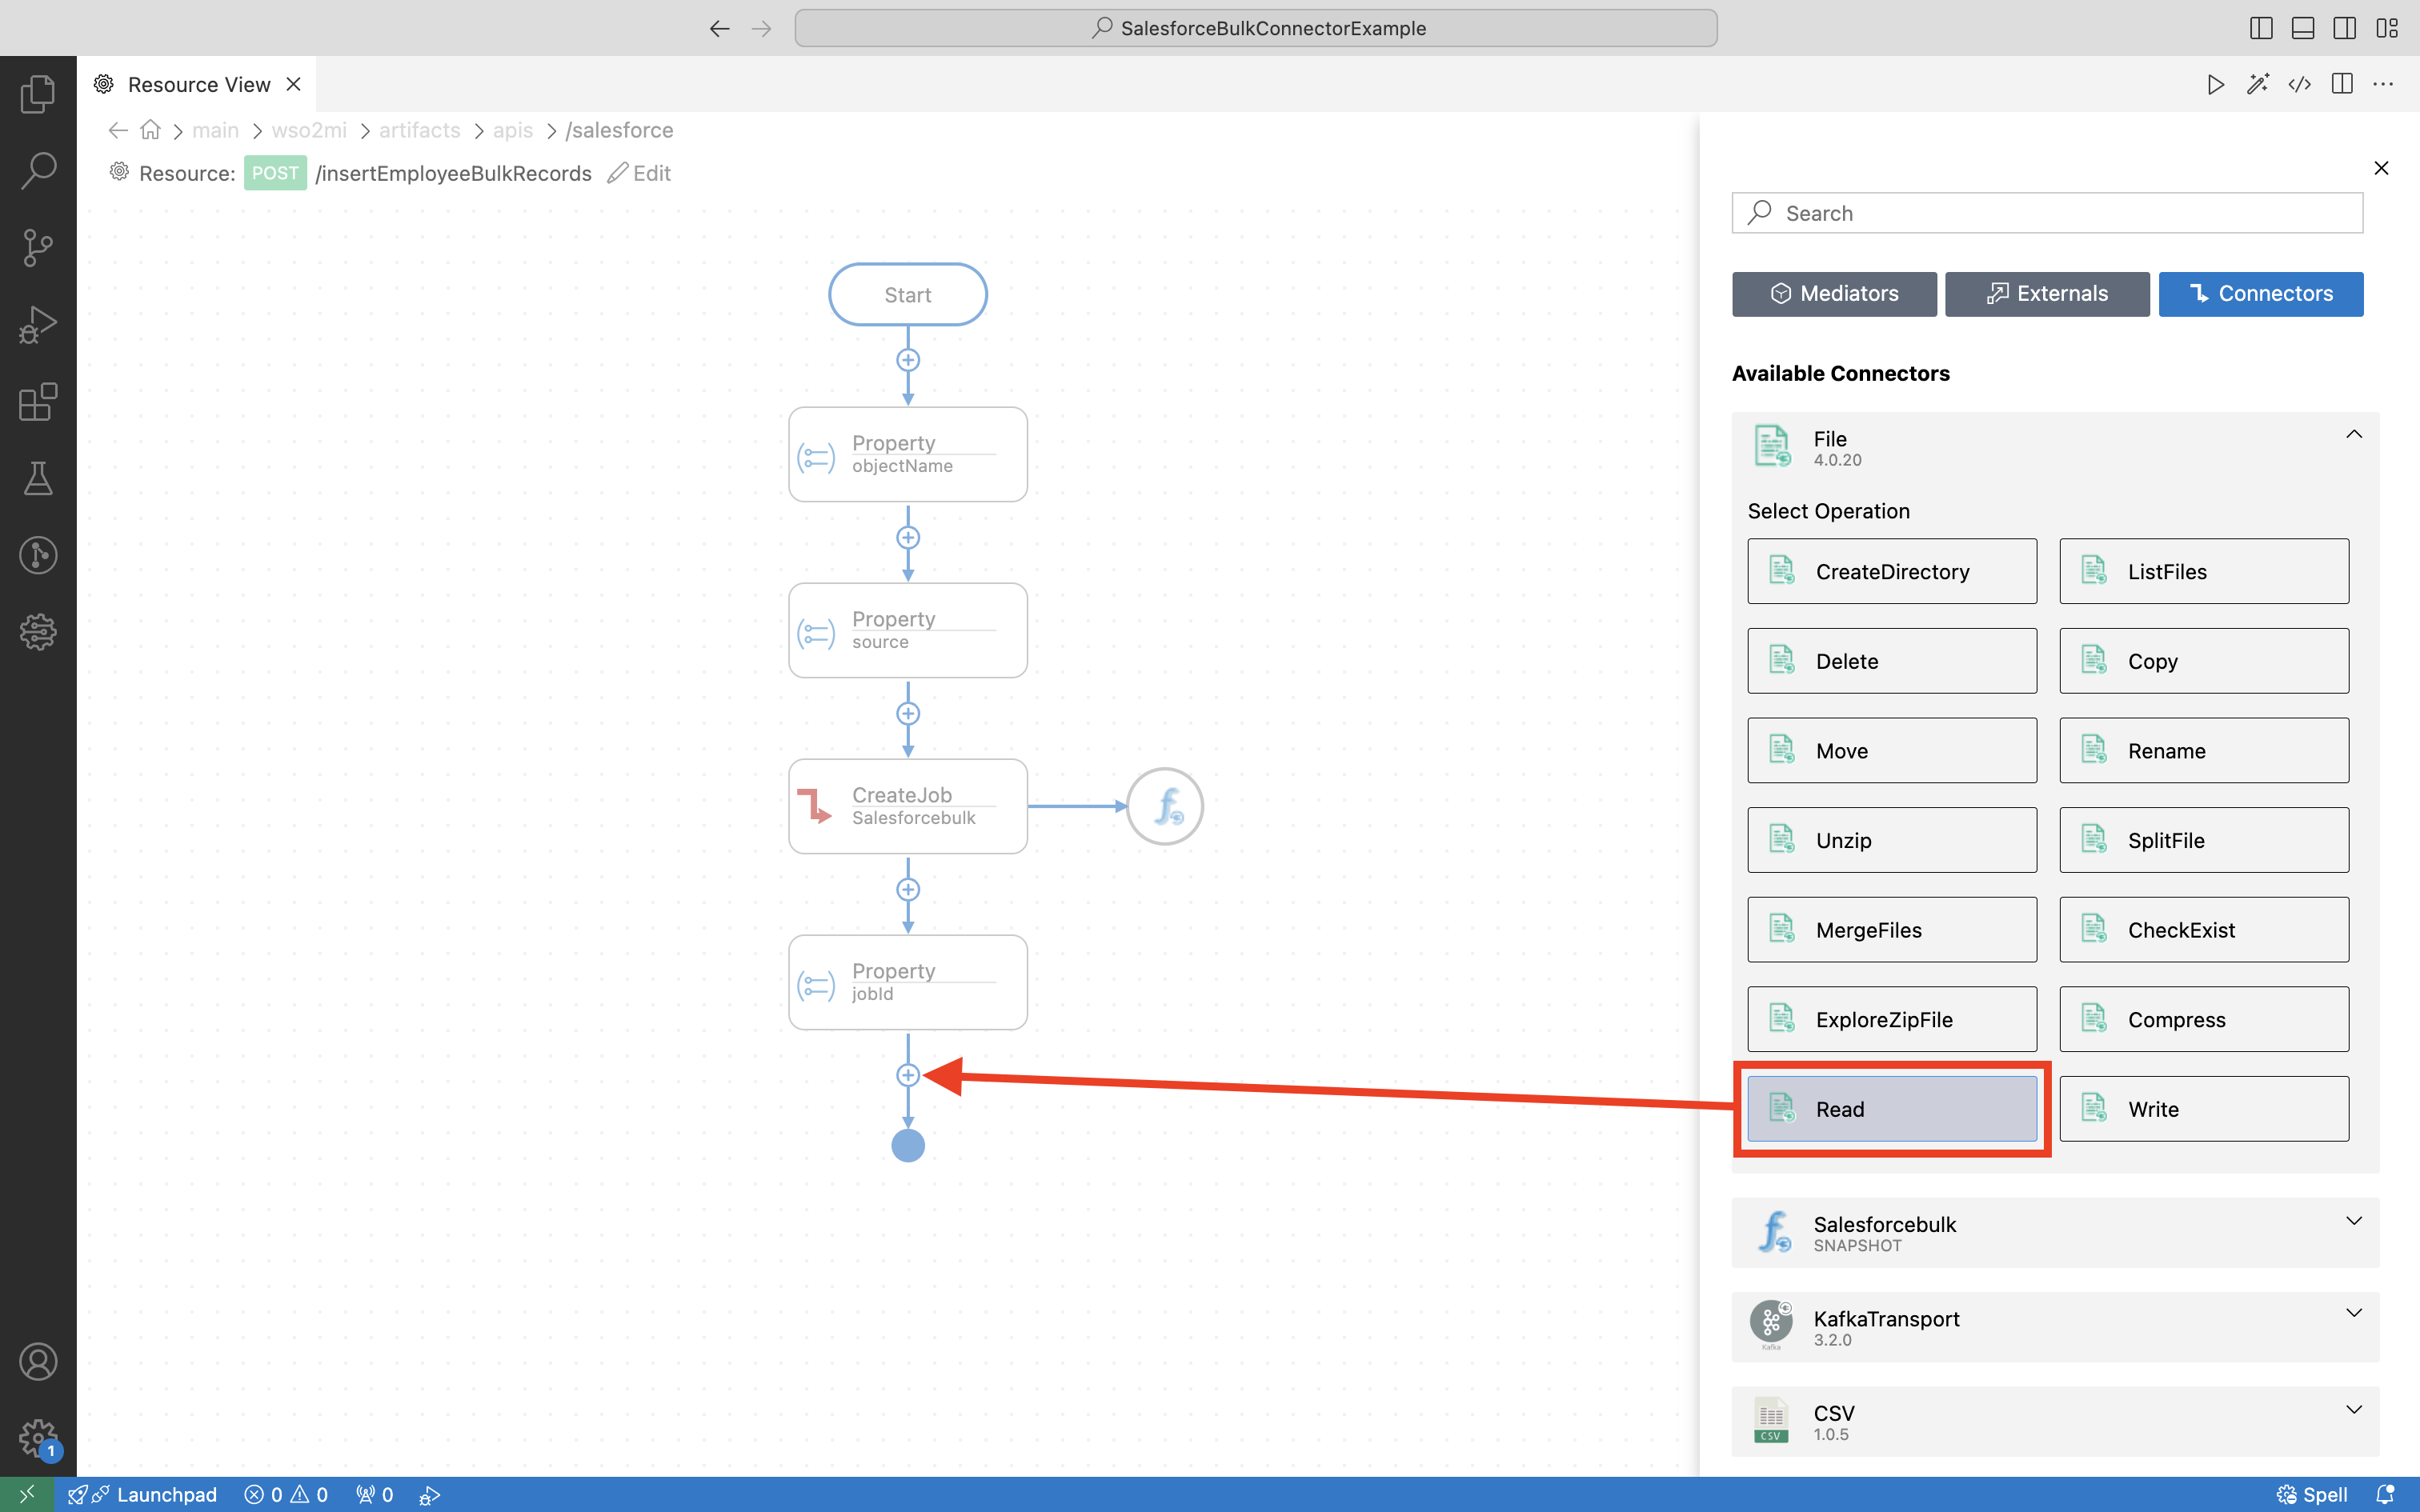 SalesforceBulkConnectorExample
Resource View
main wso2mi artifacts apis /salesforce
Resource: POST /insertEmployeeBulkRecords Edit
Start
Property
objectName
Property
source
CreateJob
Salesforcebulk
Property
jobId
Search
Mediators Externals Connectors
Available Connectors
File
4.0.20
Select Operation
CreateDirectory ListFiles
Delete Copy
Move Rename
Unzip SplitFile
MergeFiles CheckExist
ExploreZipFile Compress
Read Write
Salesforcebulk
SNAPSHOT
KafkaTransport
3.2.0
Kafka
CSV
1.0.5
CSV
1
Launchpad 0 0 0 Spell